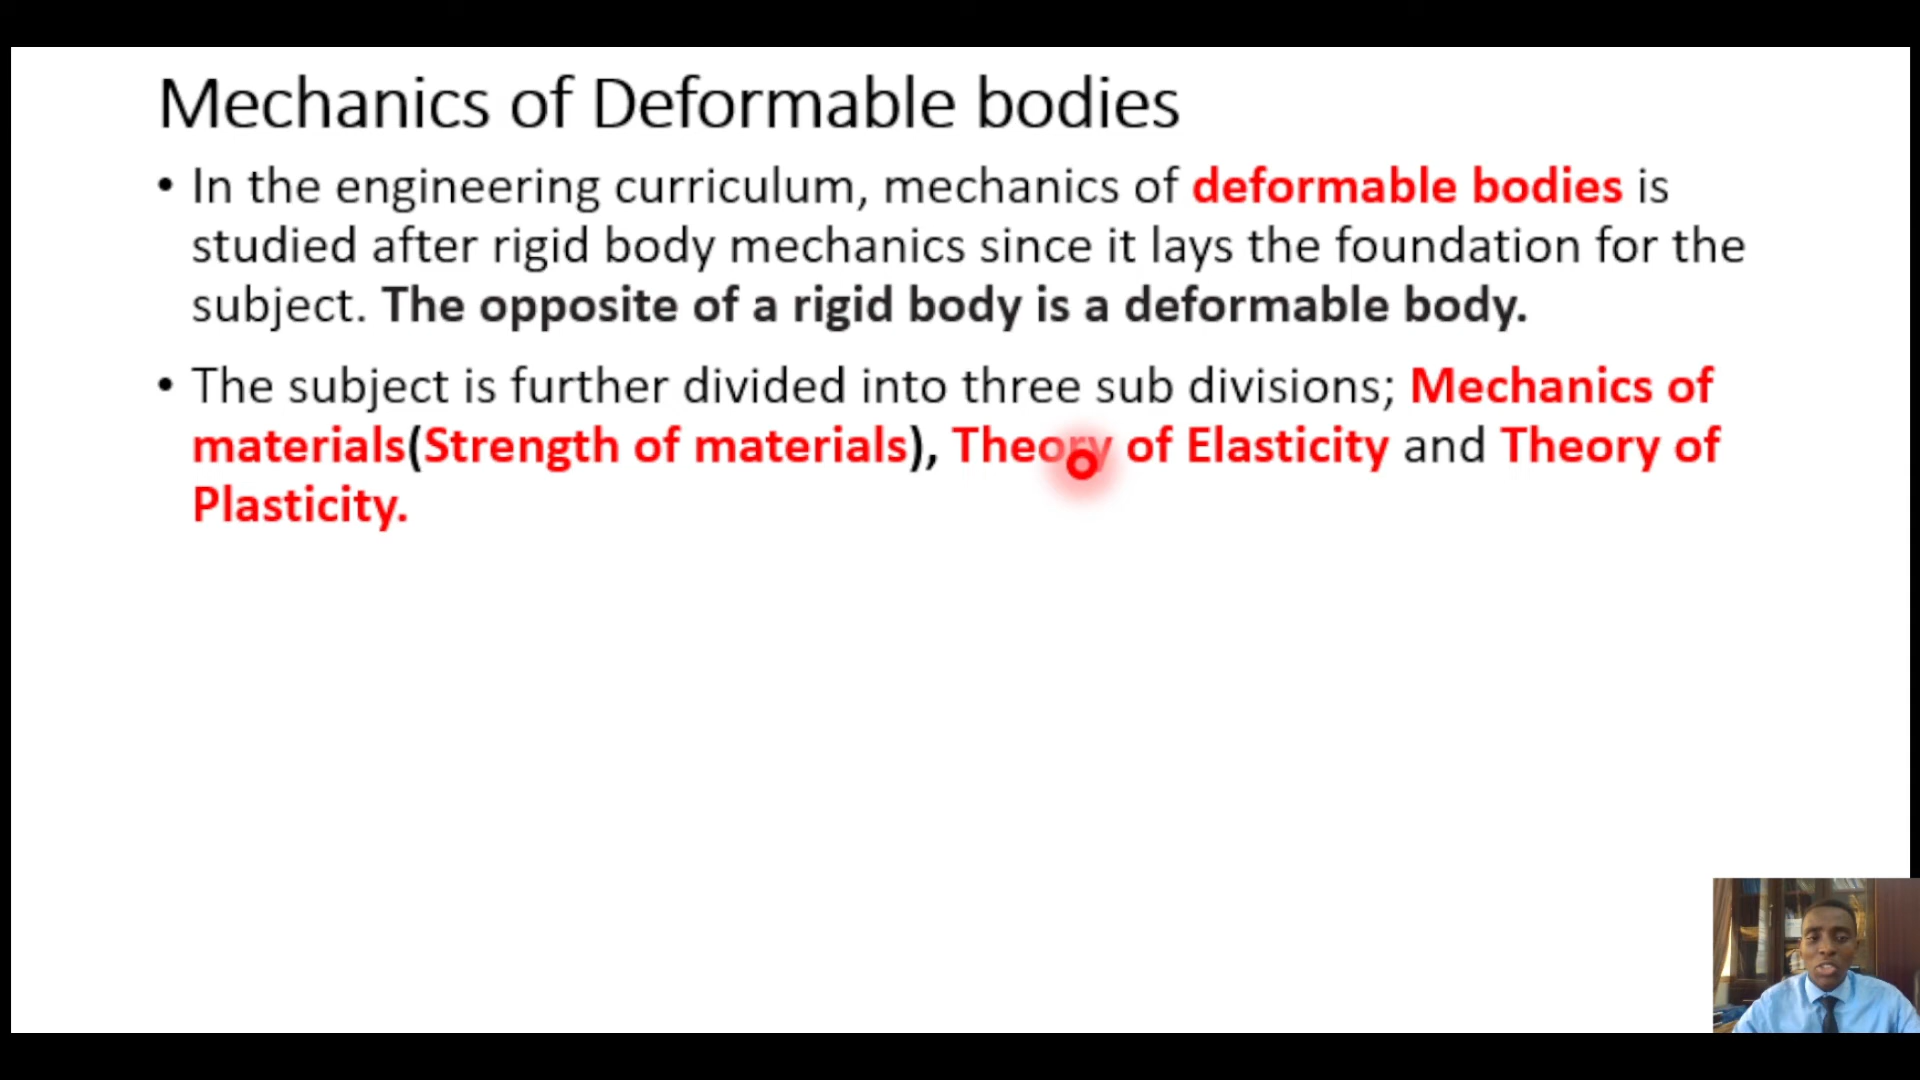 Mechanics of Deformable bodies
• In the engineering curriculum, mechanics of deformable bodies is
studied after rigid body mechanics since it lays the foundation for the
subject. The opposite of a rigid body is a deformable body.
• The subject is further divided into three sub divisions; Mechanics of
materials(Strength of materials), Theory of Elasticity and Theory of
Plasticity.